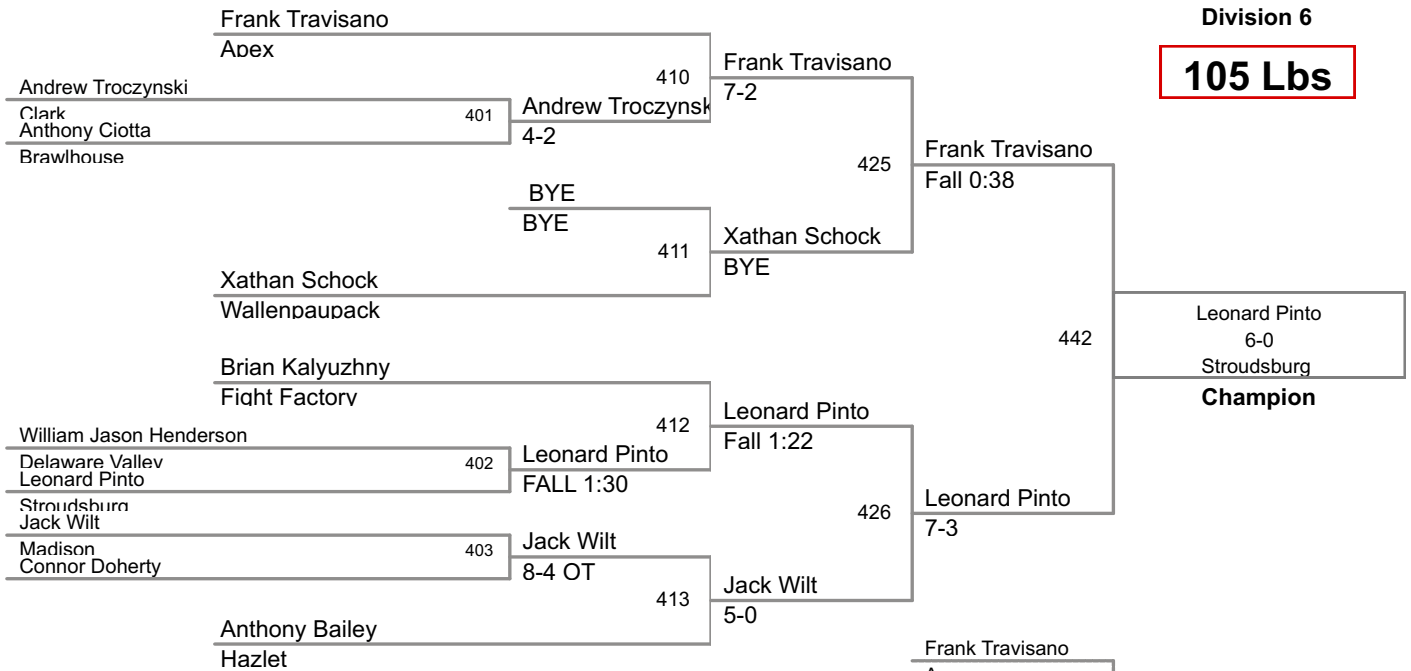 Frank Travisano
Apex
Division 6
105 Lbs
410
Frank Travisano
7-2
Andrew Troczynski
Clark
401
Andrew Troczynsk
4-2
Anthony Ciotta
Brawlhouse
425
Frank Travisano
Fall 0:38
BYE
BYE
411
Xathan Schock
BYE
Xathan Schock
Wallenpaupack
442
Leonard Pinto
6-0
Stroudsburg
Champion
Brian Kalyuzhny
Fight Factory
412
Leonard Pinto
Fall 1:22
William Jason Henderson
Delaware Valley
402
Leonard Pinto
FALL 1:30
Leonard Pinto
Stroudsburg
426
Leonard Pinto
7-3
Jack Wilt
Madison
403
Jack Wilt
8-4 OT
Connor Doherty
413
Jack Wilt
5-0
Anthony Bailey
Hazlet
Frank Travisano